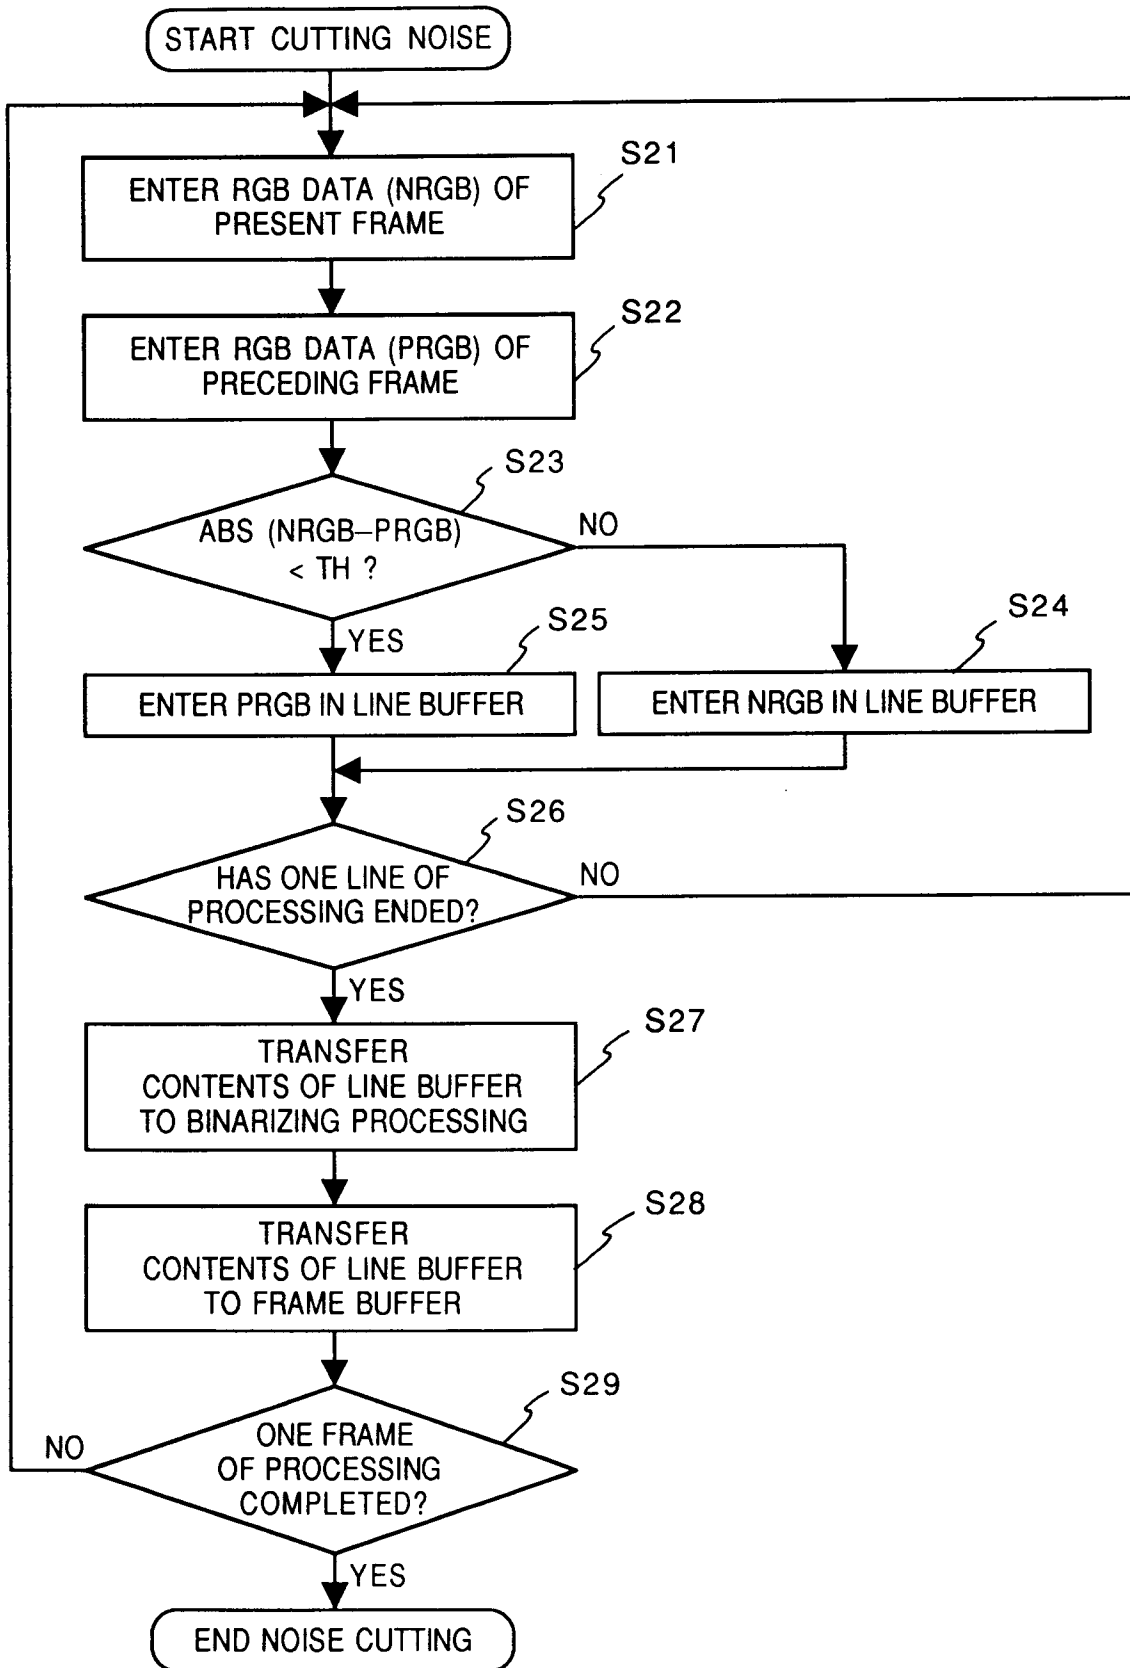 START CUTTING NOISE
S21
ENTER RGB DATA (NRGB) OF
PRESENT FRAME
S22
ENTER RGB DATA (PRGB) OF
PRECEDING FRAME
S23
ABS (NRGB–PRGB)
< TH ?
NO
YES
S25
ENTER PRGB IN LINE BUFFER
S24
ENTER NRGB IN LINE BUFFER
S26
HAS ONE LINE OF
PROCESSING ENDED?
NO
YES
S27
TRANSFER
CONTENTS OF LINE BUFFER
TO BINARIZING PROCESSING
S28
TRANSFER
CONTENTS OF LINE BUFFER
TO FRAME BUFFER
S29
ONE FRAME
OF PROCESSING
COMPLETED?
NO
YES
END NOISE CUTTING